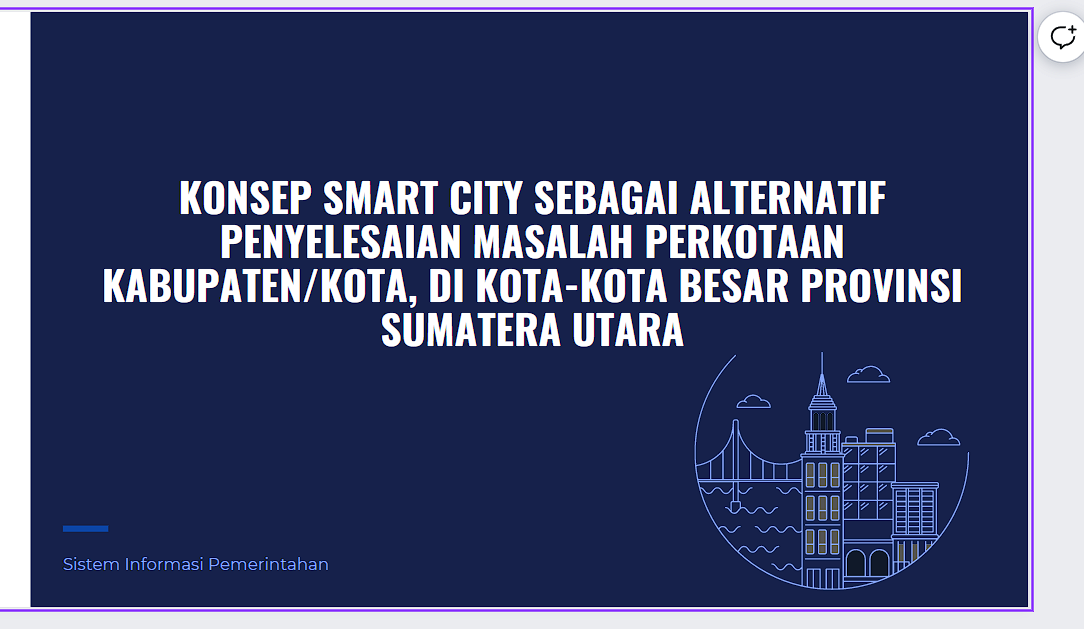 KONSEP SMART CITY SEBAGAI ALTERNATIF
PENYELESAIAN MASALAH PERKOTAAN
KABUPATEN/KOTA, DI KOTA-KOTA BESAR PROVINSI
SUMATERA UTARA
Sistem Informasi Pemerintahan